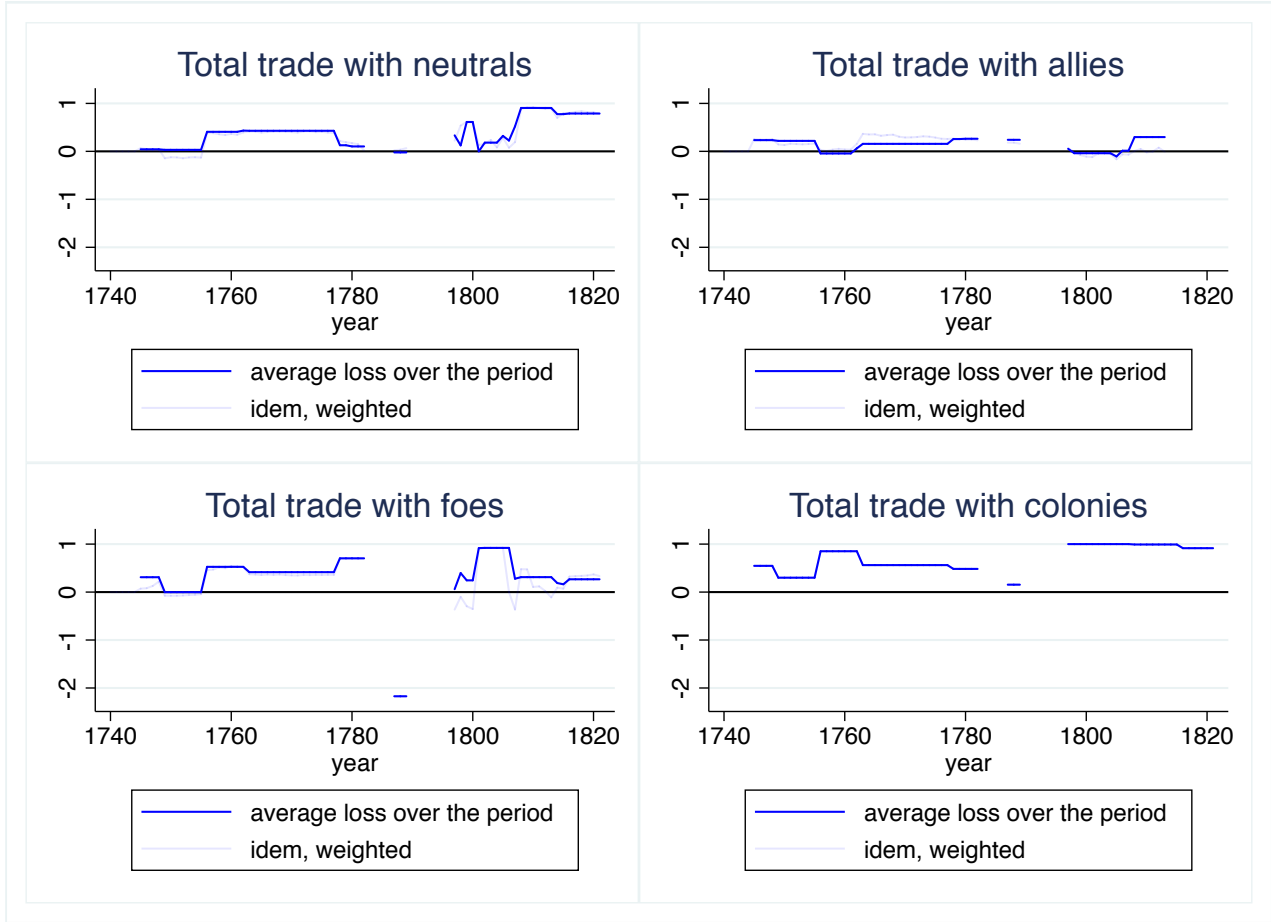 Total trade with neutrals
1
0
-1
-2
1740 1760 1780 1800 1820
year
average loss over the period
idem, weighted
Total trade with allies
1
0
-1
-2
1740 1760 1780 1800 1820
year
average loss over the period
idem, weighted
Total trade with foes
1
0
-1
-2
1740 1760 1780 1800 1820
year
average loss over the period
idem, weighted
Total trade with colonies
1
0
-1
-2
1740 1760 1780 1800 1820
year
average loss over the period
idem, weighted